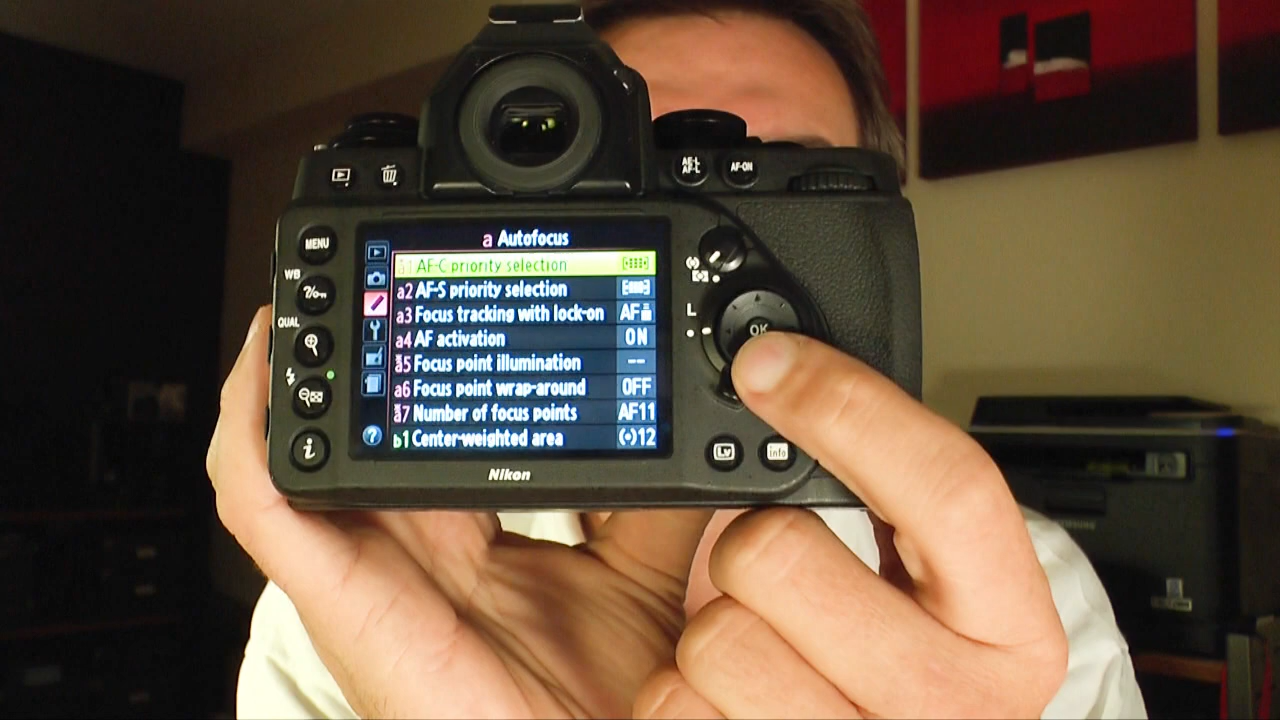 AE-L
AF-L
AF-ON
MENU
WB
?/
QUAL
i
L
OK
Lv
info
a Autofocus
a1 AF-C priority selection
a2 AF-S priority selection
a3 Focus tracking with lock-on AF
a4 AF activation ON
a5 Focus point illumination --
a6 Focus point wrap-around OFF
a7 Number of focus points AF11
b1 Center-weighted area (•)12
?
Nikon
SAMSUNG